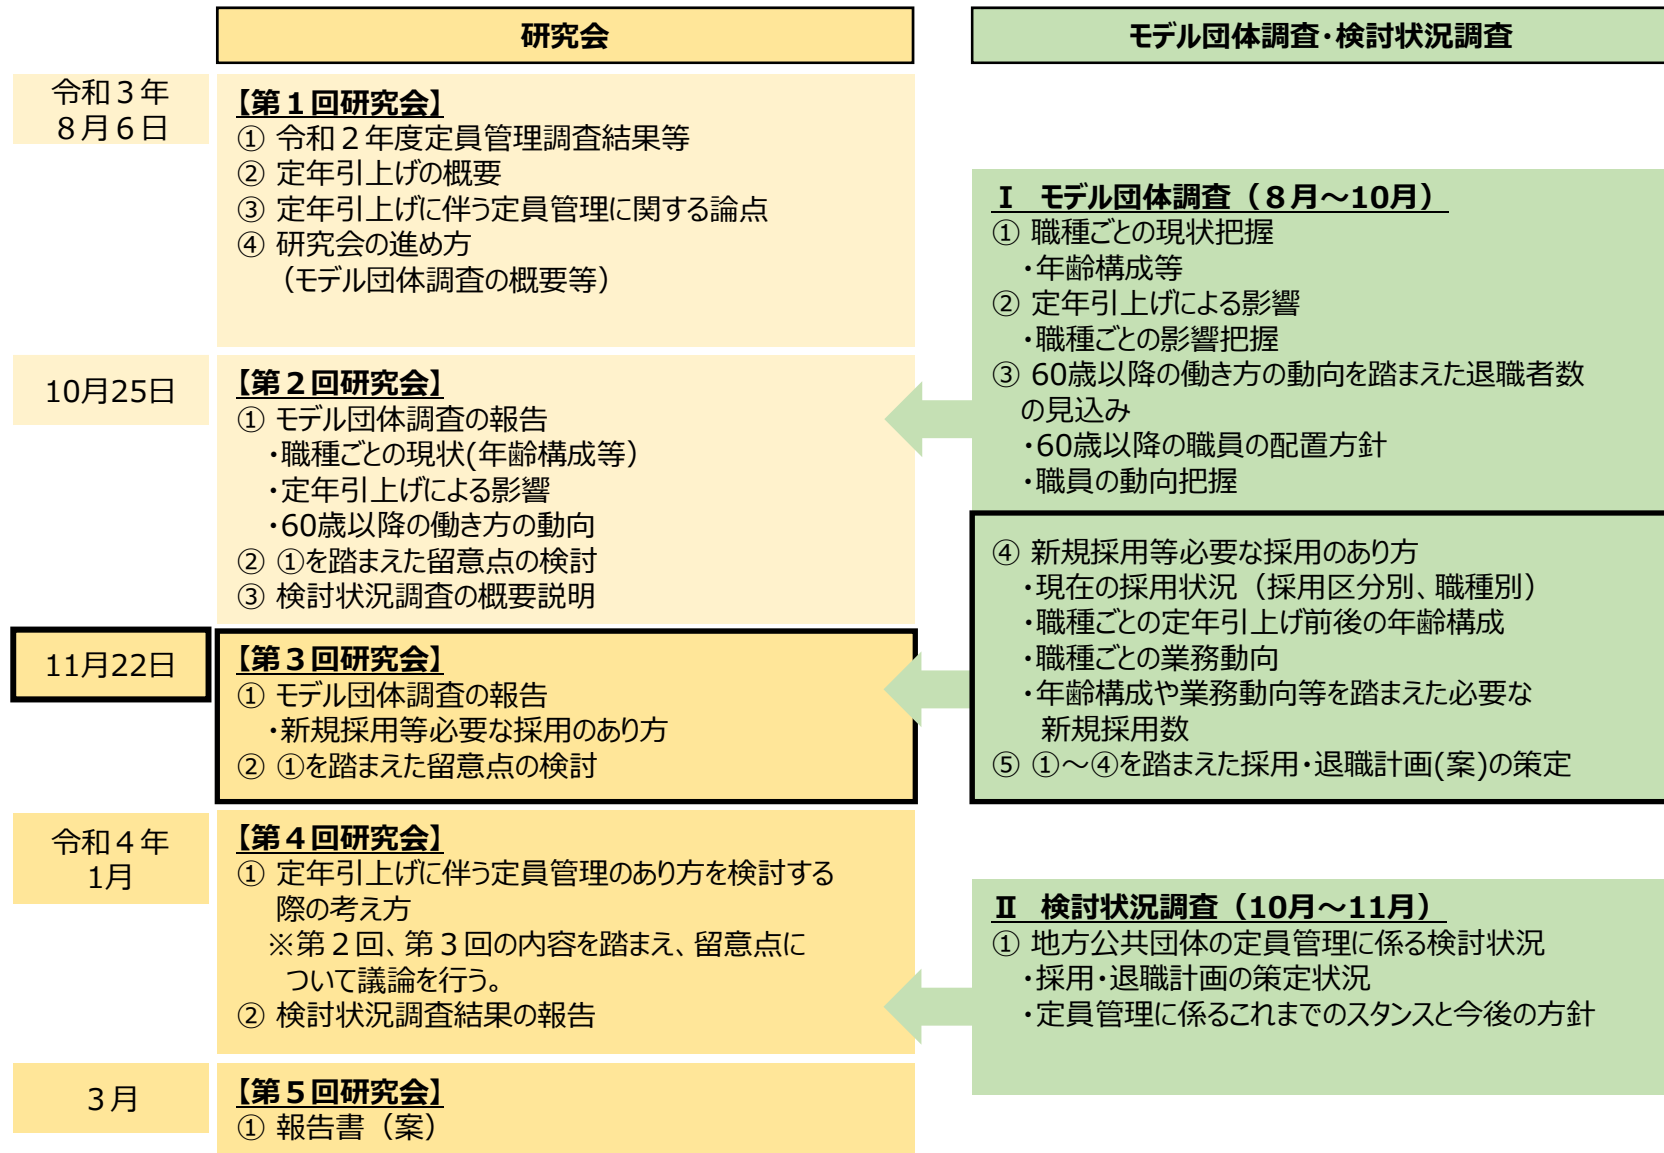 研究会
モデル団体調査・検討状況調査
令和３年
８月６日
【第１回研究会】
① 令和２年度定員管理調査結果等
② 定年引上げの概要
③ 定年引上げに伴う定員管理に関する論点
④ 研究会の進め方
（モデル団体調査の概要等）
10月25日
【第２回研究会】
① モデル団体調査の報告
・職種ごとの現状(年齢構成等）
・定年引上げによる影響
・60歳以降の働き方の動向
② ①を踏まえた留意点の検討
③ 検討状況調査の概要説明
11月22日
【第３回研究会】
① モデル団体調査の報告
・新規採用等必要な採用のあり方
② ①を踏まえた留意点の検討
令和４年
1月
【第４回研究会】
① 定年引上げに伴う定員管理のあり方を検討する
際の考え方
※第２回、第３回の内容を踏まえ、留意点に
ついて議論を行う。
② 検討状況調査結果の報告
３月
【第５回研究会】
① 報告書（案）
Ⅰ　モデル団体調査（８月～10月）
① 職種ごとの現状把握
・年齢構成等
② 定年引上げによる影響
・職種ごとの影響把握
③ 60歳以降の働き方の動向を踏まえた退職者数
の見込み
・60歳以降の職員の配置方針
・職員の動向把握
④ 新規採用等必要な採用のあり方
・現在の採用状況（採用区分別、職種別）
・職種ごとの定年引上げ前後の年齢構成
・職種ごとの業務動向
・年齢構成や業務動向等を踏まえた必要な
新規採用数
⑤ ①～④を踏まえた採用・退職計画(案)の策定
Ⅱ　検討状況調査（10月～11月）
① 地方公共団体の定員管理に係る検討状況
・採用・退職計画の策定状況
・定員管理に係るこれまでのスタンスと今後の方針